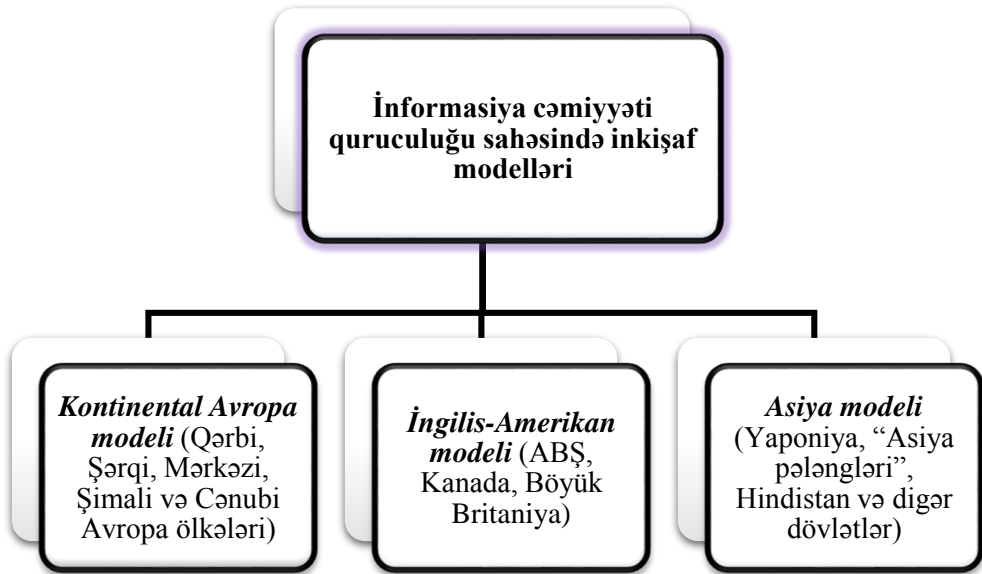 İnformasiya cəmiyyəti
quruculuğu sahəsində inkişaf
modelləri
Kontinental Avropa
modeli (Qərbi,
Şərqi, Mərkəzi,
Şimali və Cənubi
Avropa ölkələri)
İngilis-Amerikan
modeli (ABŞ,
Kanada, Böyük
Britaniya)
Asiya modeli
(Yaponiya, “Asiya
pələngləri”,
Hindistan və digər
dövlətlər)